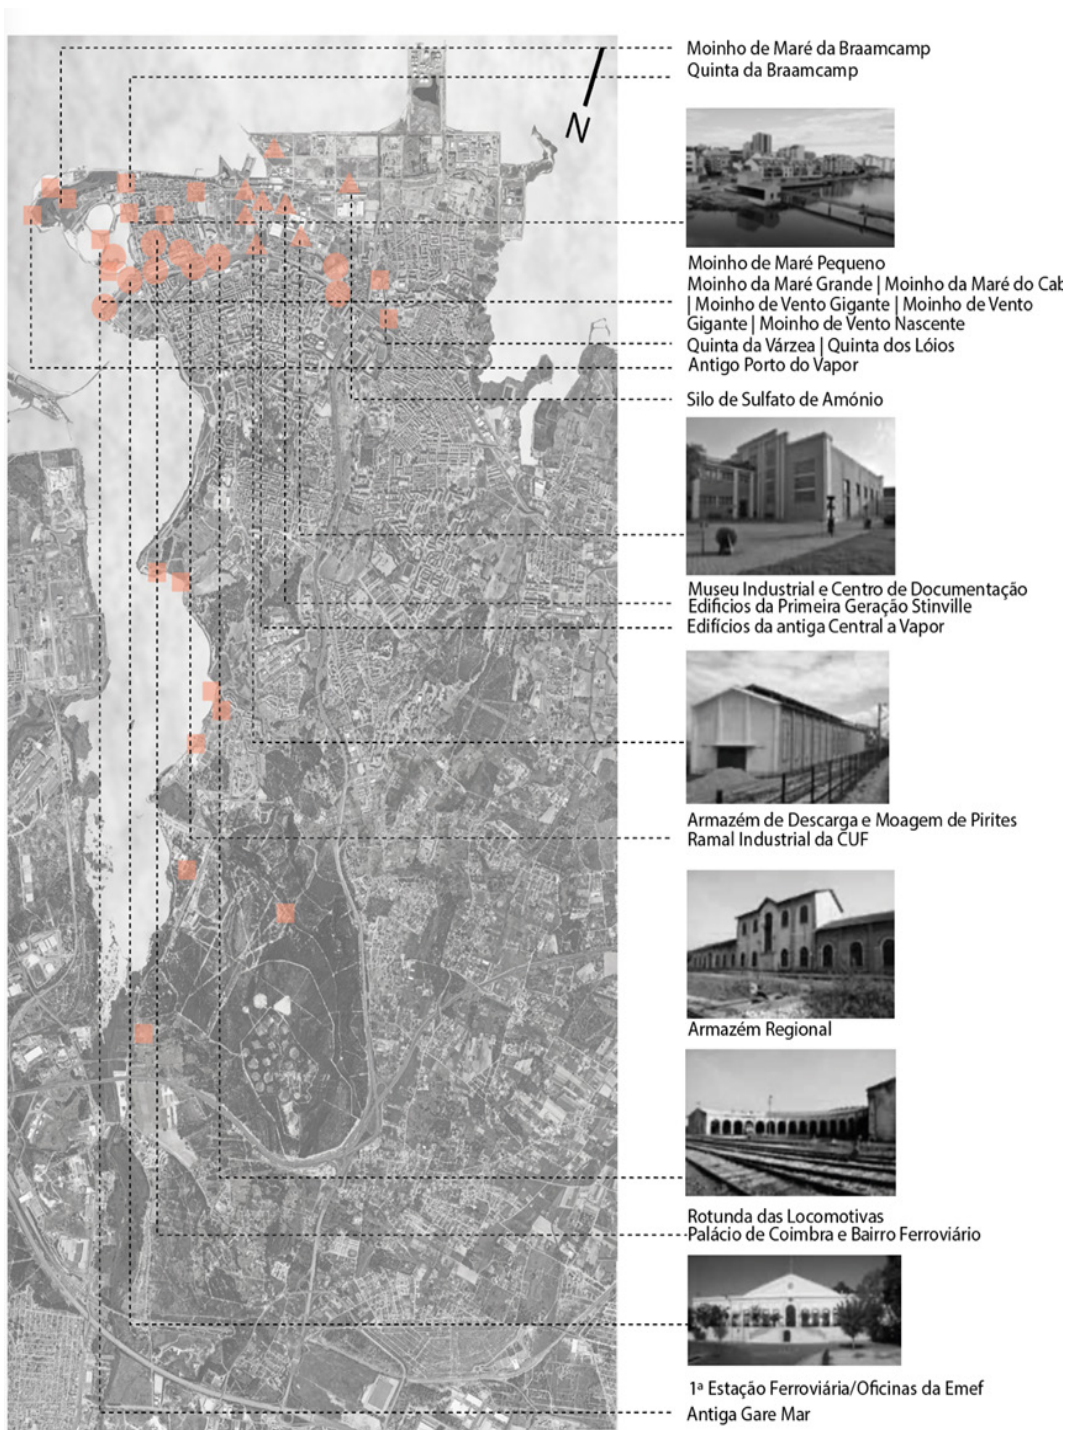 Moinho de Maré da Braamcamp
Quinta da Braamcamp
N
Moinho de Maré Pequeno
Moinho da Maré Grande | Moinho da Maré do Cab
| Moinho de Vento Gigante | Moinho de Vento
Gigante | Moinho de Vento Nascente
Quinta da Várzea | Quinta dos Lóios
Antigo Porto do Vapor
Silo de Sulfato de Amónio
Museu Industrial e Centro de Documentação
Edificios da Primeira Geração Stinville
Edifícios da antiga Central a Vapor
Armazém de Descarga e Moagem de Pirites
Ramal Industrial da CUF
Armazém Regional
Rotunda das Locomotivas
Palácio de Coimbra e Bairro Ferroviário
1ª Estação Ferroviária/Oficinas da Emef
Antiga Gare Mar